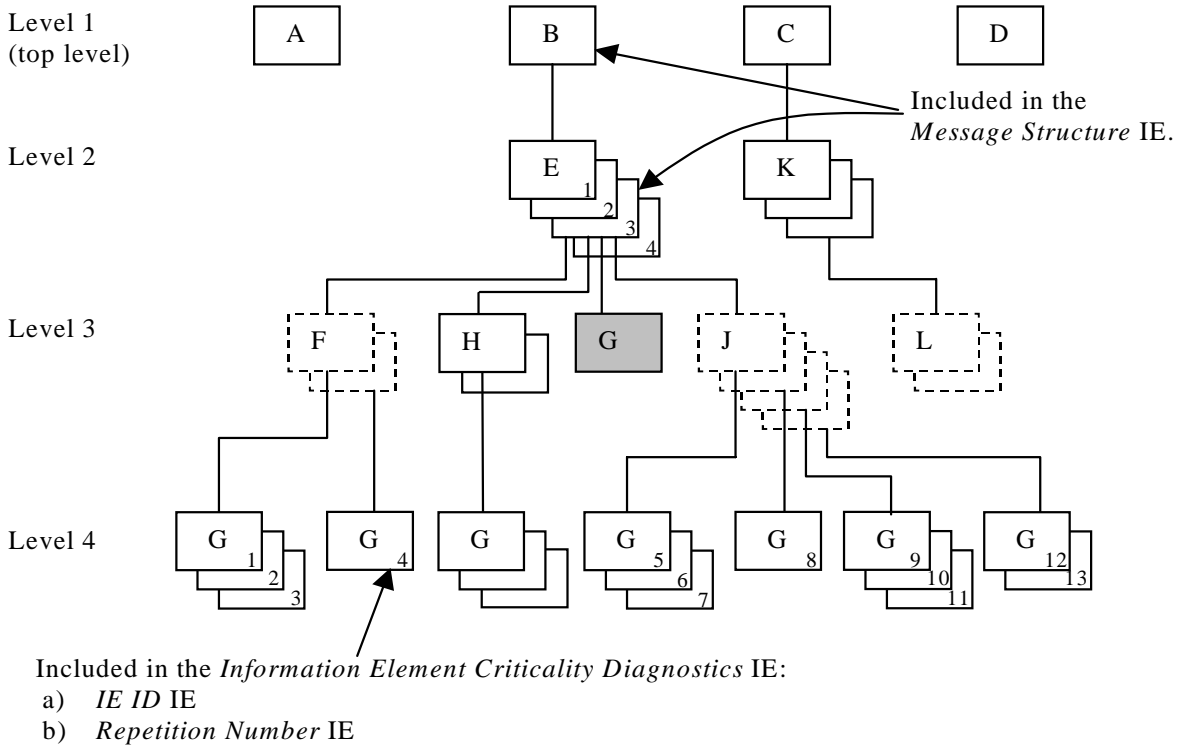 Level 1
(top level)
A
B
C
D
Included in the
Message Structure IE.
Level 2
E
1
2
3
4
K
Level 3
F
H
G
J
L
Level 4
G
1
2
3
G
4
G
G
5
6
7
G
8
G
9
10
11
G
12
13
Included in the Information Element Criticality Diagnostics IE:
a) IE ID IE
b) Repetition Number IE